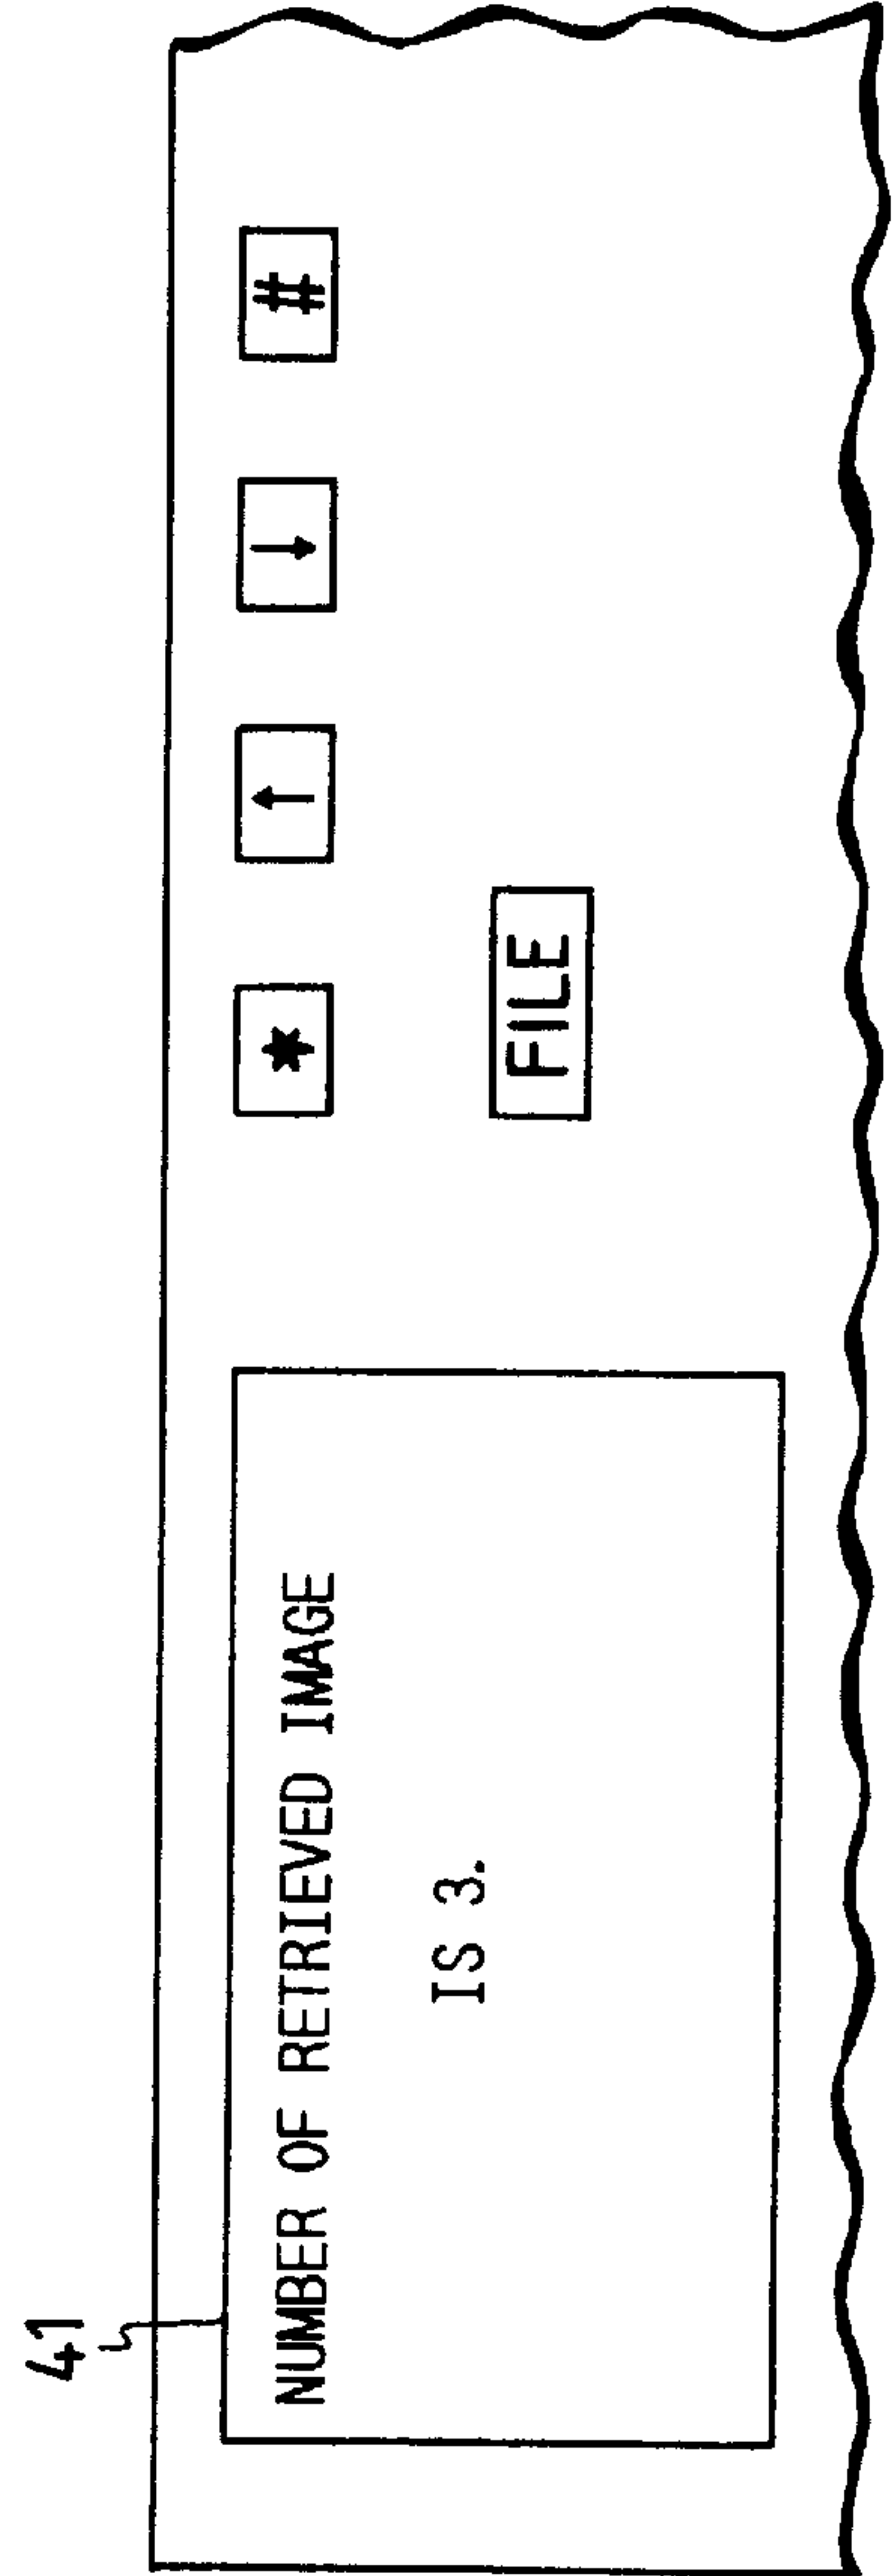 41
NUMBER OF RETRIEVED IMAGE
IS 3.
* ↑ ↓ #
FILE